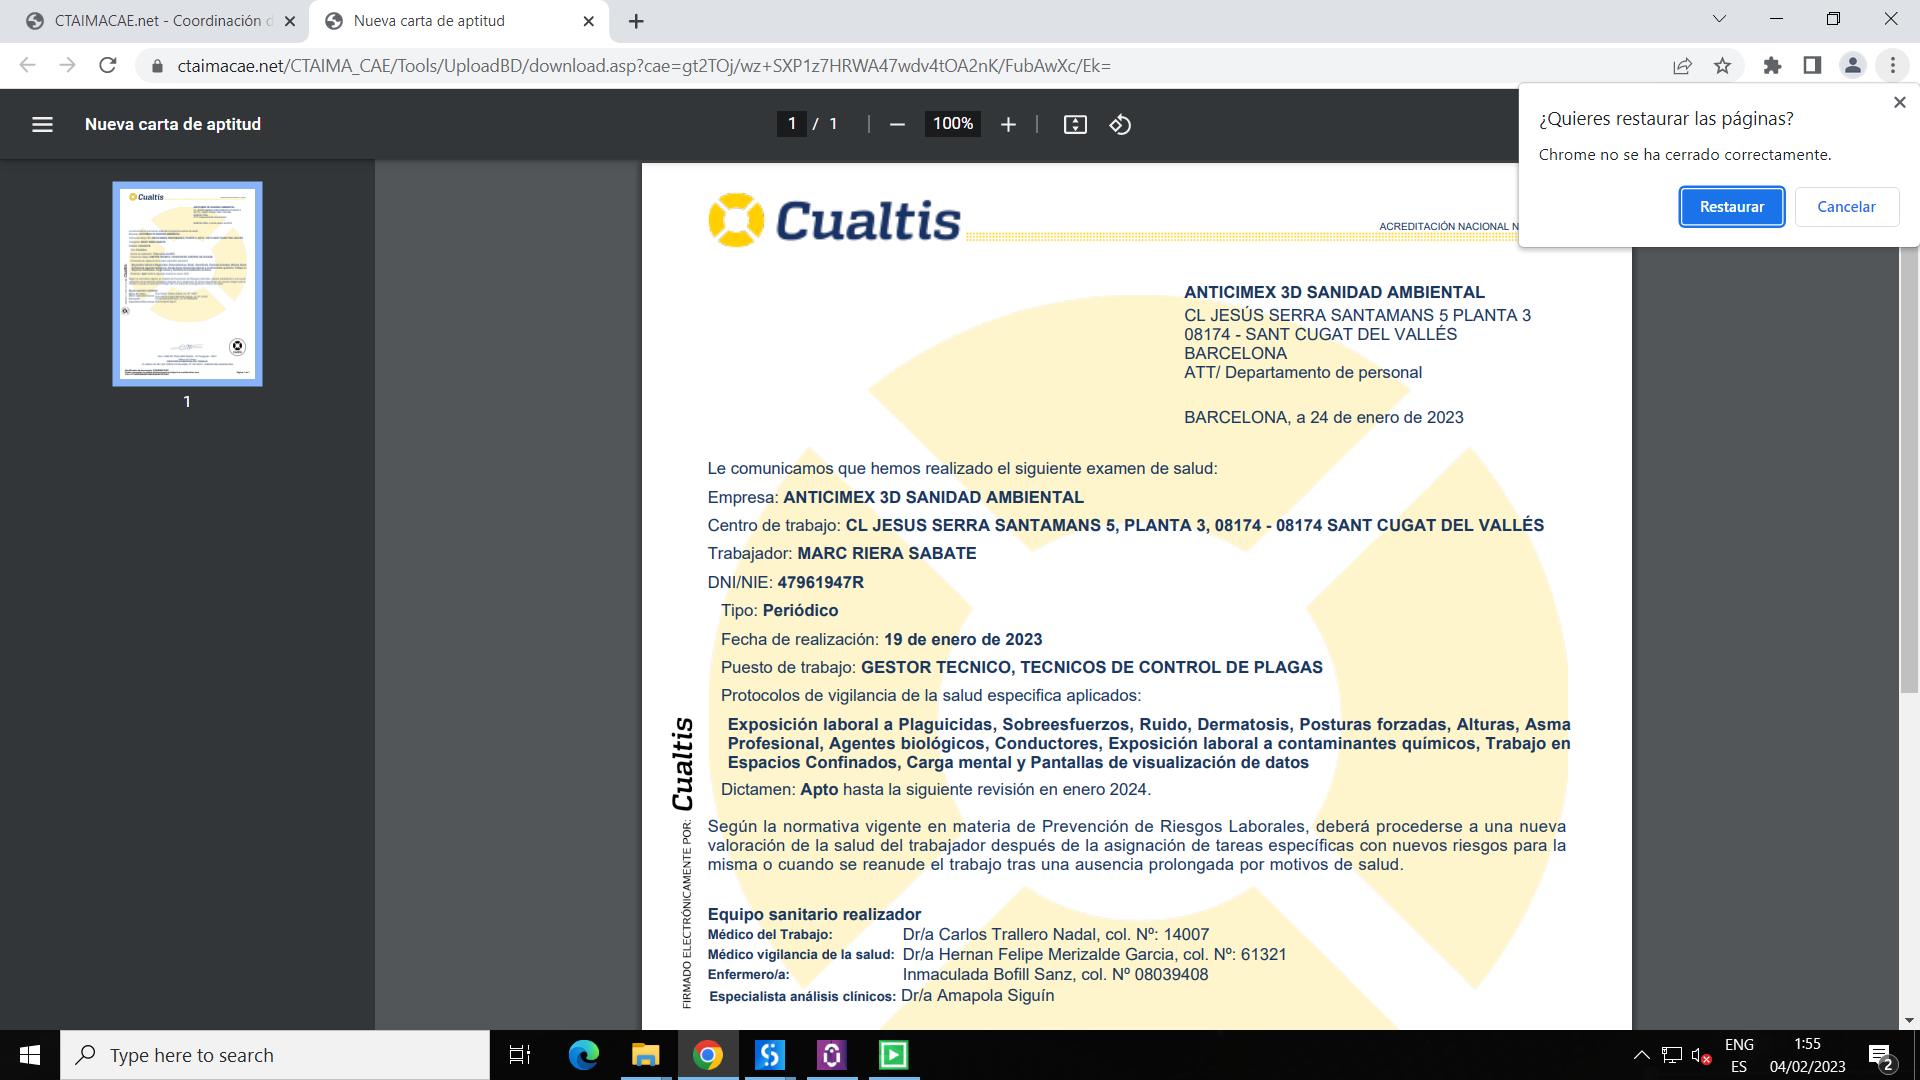 CTAIMACAE.net - Coordinación d
Nueva carta de aptitud
ctaimacae.net/CTAIMA_CAE/Tools/UploadBD/download.asp?cae=gt2TOj/wz+SXP1z7HRWA47wdv4tOA2nK/FubAwXc/Ek=
Nueva carta de aptitud
1 / 1
100%
¿Quieres restaurar las páginas?
Chrome no se ha cerrado correctamente.
Restaurar
Cancelar
Cualtis
1
Cualtis
ACREDITACIÓN NACIONAL N
ANTICIMEX 3D SANIDAD AMBIENTAL
CL JESÚS SERRA SANTAMANS 5 PLANTA 3
08174 - SANT CUGAT DEL VALLÉS
BARCELONA
ATT/ Departamento de personal
BARCELONA, a 24 de enero de 2023
Le comunicamos que hemos realizado el siguiente examen de salud:
Empresa: ANTICIMEX 3D SANIDAD AMBIENTAL
Centro de trabajo: CL JESUS SERRA SANTAMANS 5, PLANTA 3, 08174 - 08174 SANT CUGAT DEL VALLÉS
Trabajador: MARC RIERA SABATE
DNI/NIE: 47961947R
Tipo: Periódico
Fecha de realización: 19 de enero de 2023
Puesto de trabajo: GESTOR TECNICO, TECNICOS DE CONTROL DE PLAGAS
Protocolos de vigilancia de la salud especifica aplicados:
Exposición laboral a Plaguicidas, Sobreesfuerzos, Ruido, Dermatosis, Posturas forzadas, Alturas, Asma
Profesional, Agentes biológicos, Conductores, Exposición laboral a contaminantes químicos, Trabajo en
Espacios Confinados, Carga mental y Pantallas de visualización de datos
Dictamen: Apto hasta la siguiente revisión en enero 2024.
Según la normativa vigente en materia de Prevención de Riesgos Laborales, deberá procederse a una nueva
valoración de la salud del trabajador después de la asignación de tareas específicas con nuevos riesgos para la
misma o cuando se reanude el trabajo tras una ausencia prolongada por motivos de salud.
FIRMADO ELECTRÓNICAMENTE POR: Cualtis
Equipo sanitario realizador
Médico del Trabajo: Dr/a Carlos Trallero Nadal, col. Nº: 14007
Médico vigilancia de la salud: Dr/a Hernan Felipe Merizalde Garcia, col. Nº: 61321
Enfermero/a: Inmaculada Bofill Sanz, col. Nº 08039408
Especialista análisis clínicos: Dr/a Amapola Siguín
Type here to search
ENG
ES
1:55
04/02/2023
2